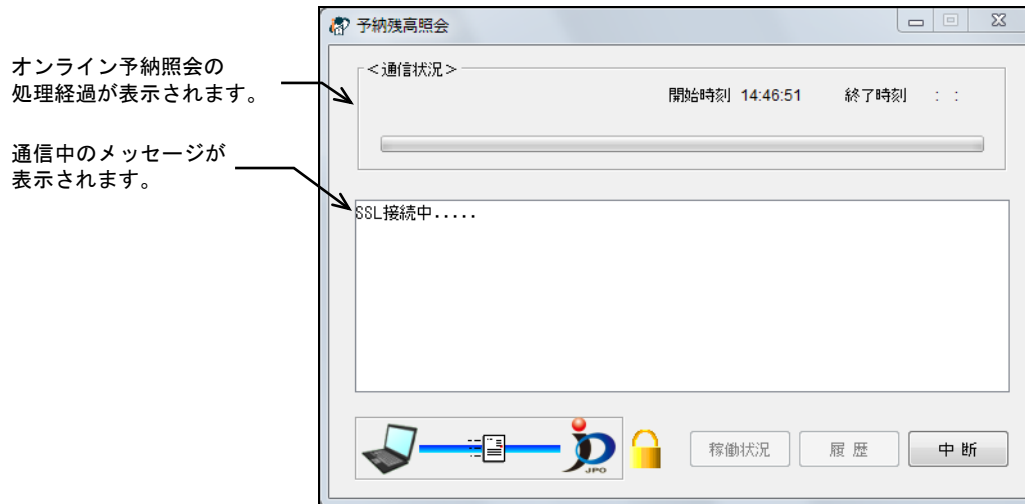 予納残高照会
オンライン予納照会の
処理経過が表示されます。
<通信状況>
開始時刻 14:46:51 終了時刻 : :
通信中のメッセージが
表示されます。
SSL接続中.....
JPO
稼働状況 履 歴 中 断